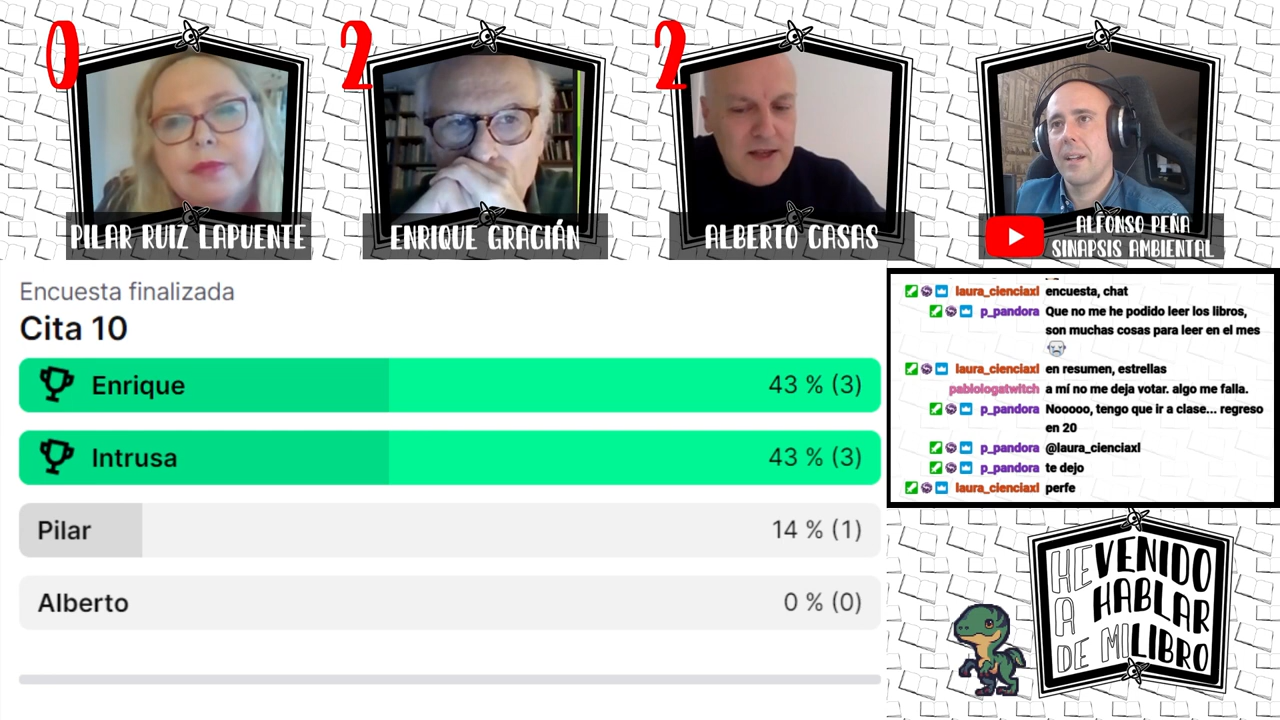 0
2
2
PILAR RUIZ LAPUENTE
ENRIQUE GRACIÁN
ALBERTO CASAS
ALFONSO PEÑA
SINAPSIS AMBIENTAL
Encuesta finalizada
Cita 10
Enrique 43 % (3)
Intrusa 43 % (3)
Pilar 14 % (1)
Alberto 0 % (0)
laura_cienciaxl encuesta, chat
p_pandora Que no me he podido leer los libros,
son muchas cosas para leer en el mes
laura_cienciaxl en resumen, estrellas
pablologatwitch a mí no me deja votar. algo me falla.
p_pandora Nooooo, tengo que ir a clase... regreso
en 20
p_pandora @laura_cienciaxl
p_pandora te dejo
laura_cienciaxl perfe
HE VENIDO
A HABLAR
DE MI LIBRO